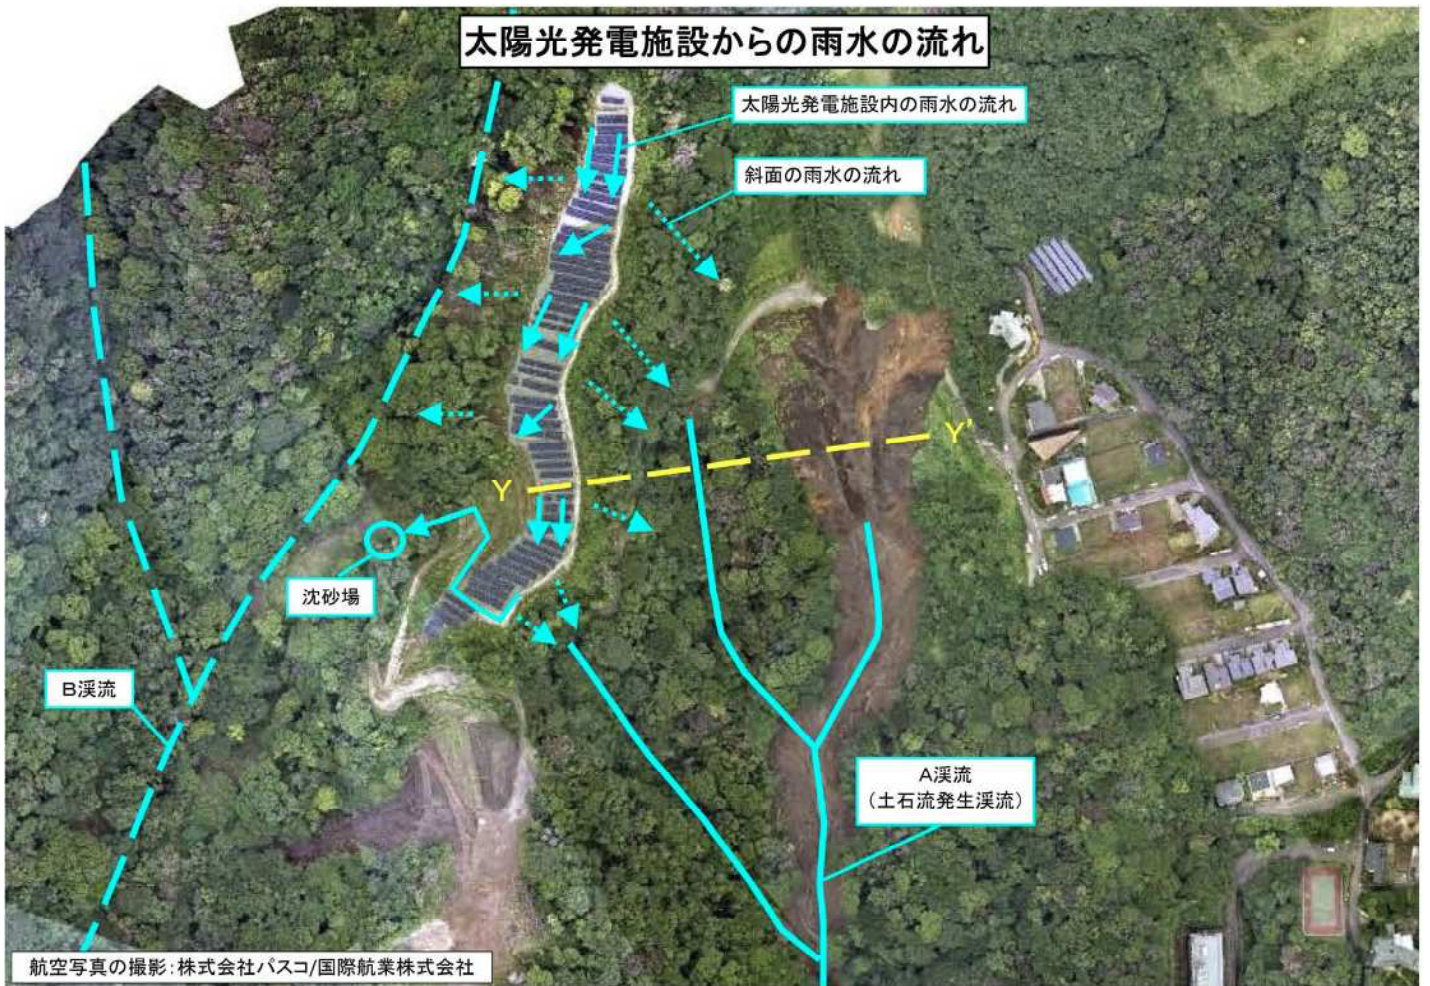 太陽光発電施設からの雨水の流れ
太陽光発電施設内の雨水の流れ
斜面の雨水の流れ
Y'
Y
沈砂場
B渓流
A渓流
(土石流発生渓流)
航空写真の撮影:株式会社パスコ/国際航業株式会社